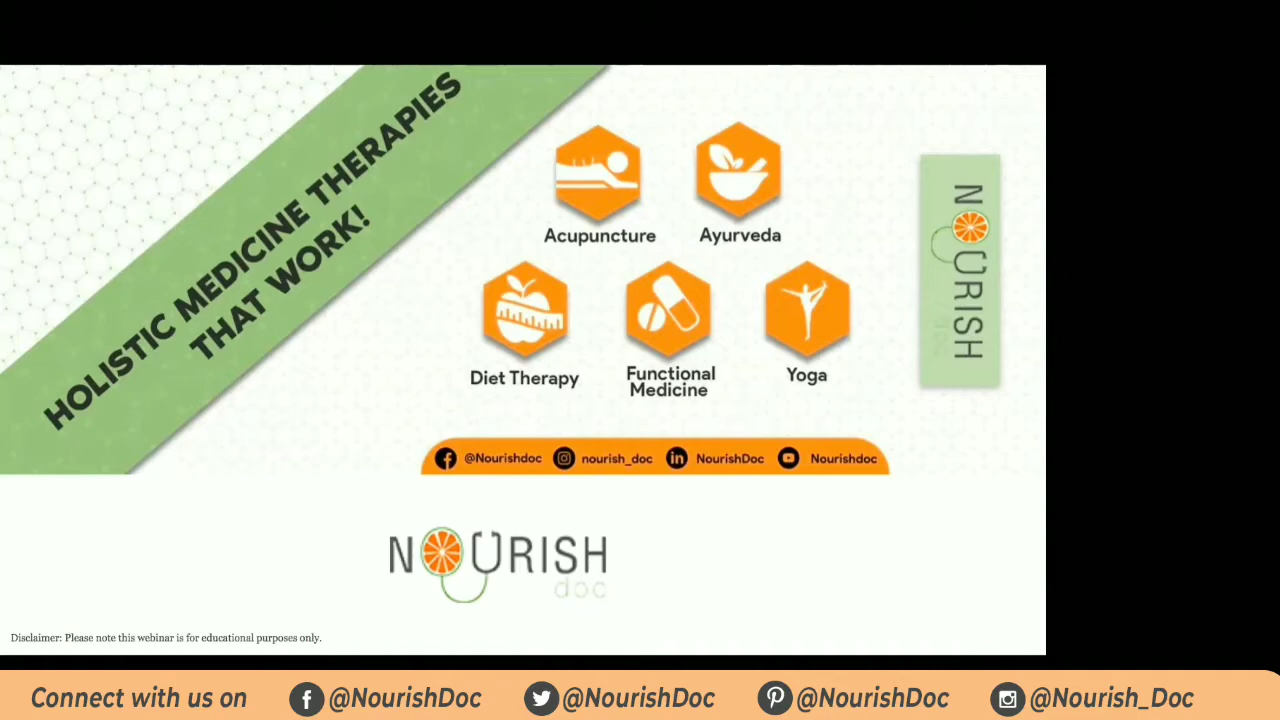 HOLISTIC MEDICINE THERAPIES
THAT WORK!
Acupuncture
Ayurveda
Diet Therapy
Functional
Medicine
Yoga
NOURISH
doc
@Nourishdoc
nourish_doc
NourishDoc
Nourishdoc
NOURISH
doc
Disclaimer: Please note this webinar is for educational purposes only.
Connect with us on @NourishDoc @NourishDoc @NourishDoc @Nourish_Doc